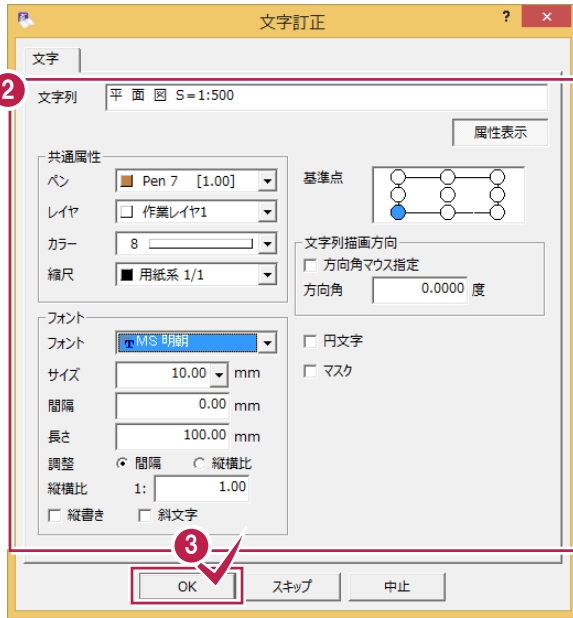 文字訂正 ? ×
文字
2
文字列 平 面 図 S=1:500
属性表示
共通属性
ペン Pen 7 [1.00]
レイヤ 作業レイヤ1
カラー 8
縮尺 用紙系 1/1
基準点
文字列描画方向
方向角マウス指定
方向角 0.0000 度
フォント
フォント MS 明朝
サイズ 10.00 mm
間隔 0.00 mm
長さ 100.00 mm
調整 間隔 縦横比
縦横比 1: 1.00
縦書き 斜文字
円文字
マスク
3
OK スキップ 中止